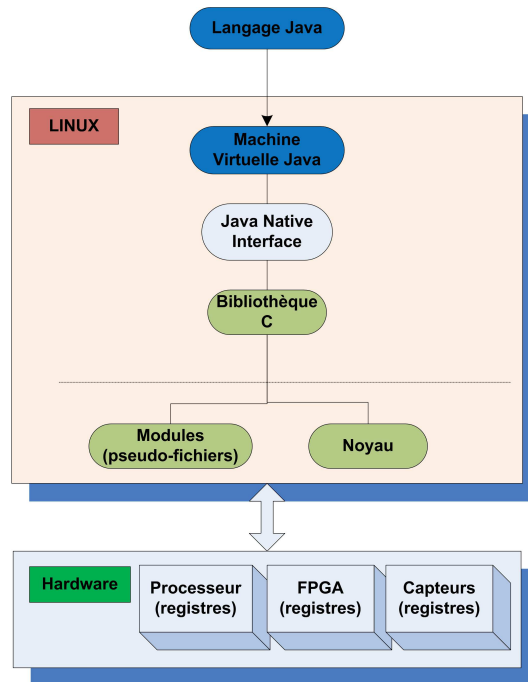 Langage Java
LINUX
Machine
Virtuelle Java
Java Native
Interface
Bibliothèque
C
Modules
(pseudo-fichiers)
Noyau
Hardware
Processeur
(registres)
FPGA
(registres)
Capteurs
(registres)